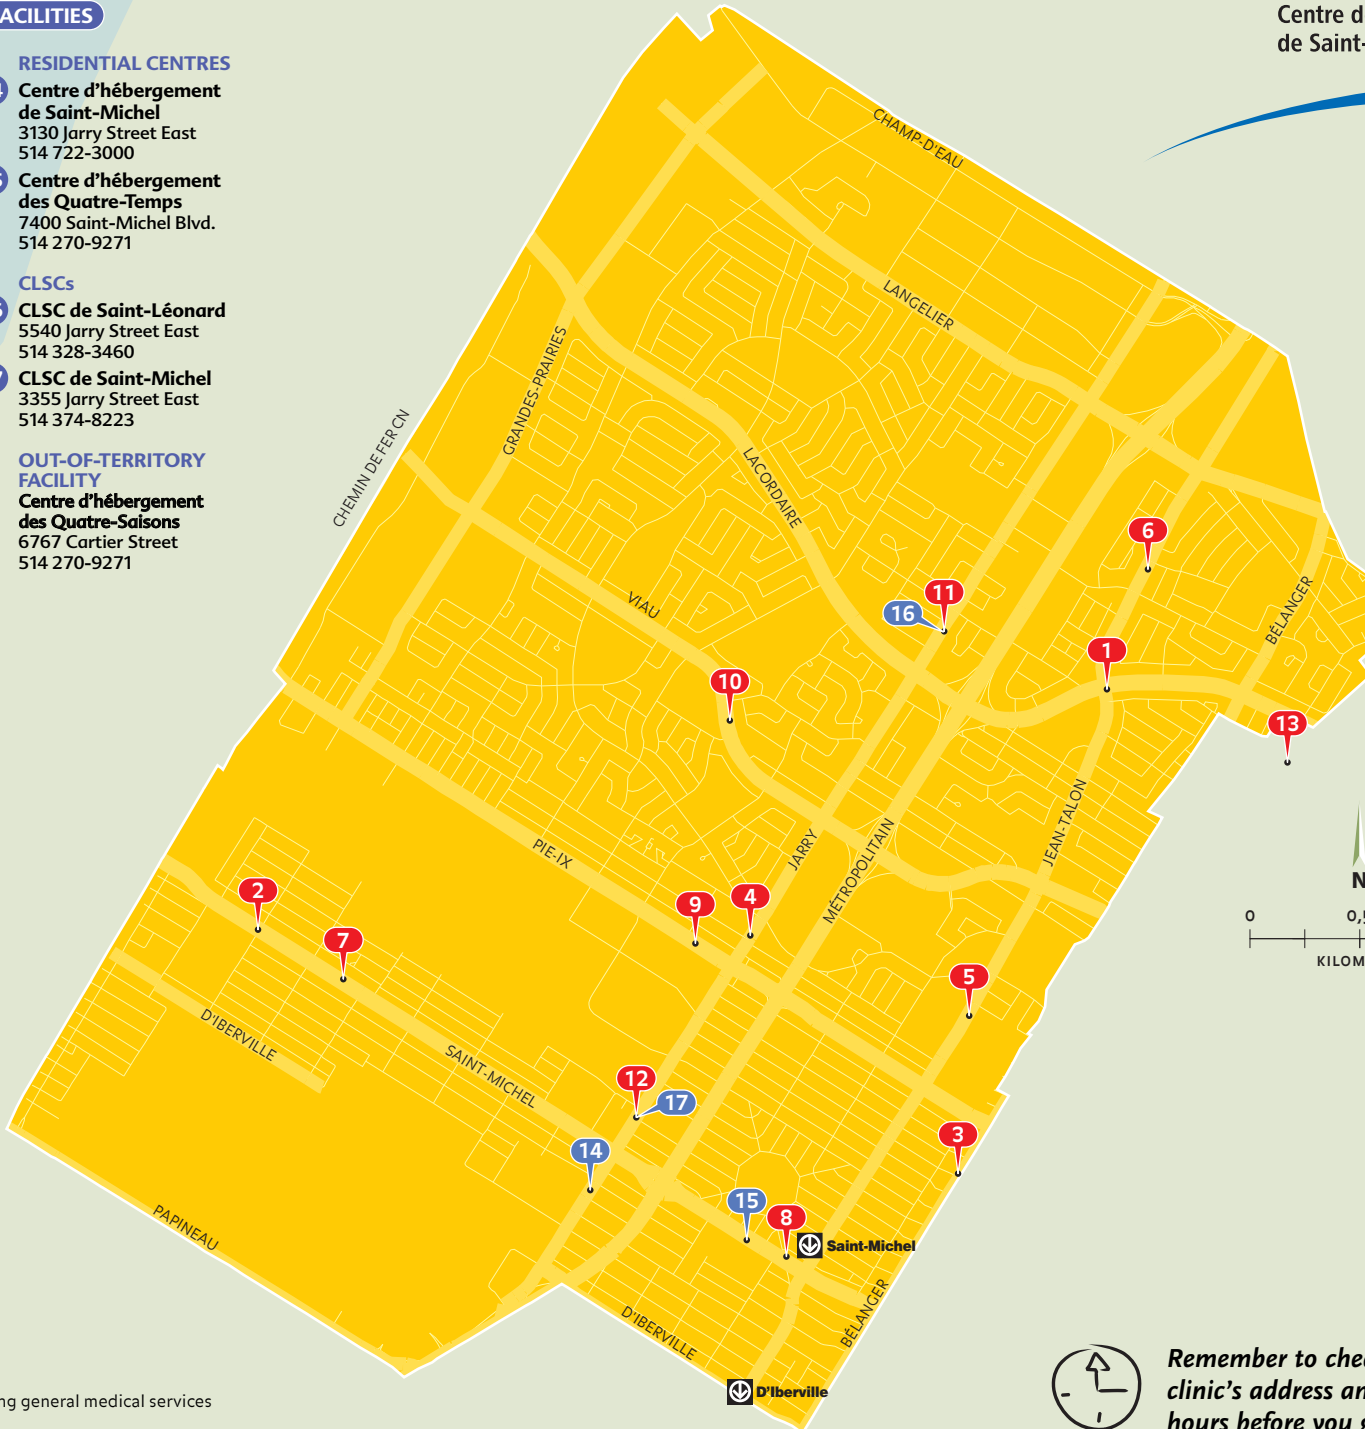 ACILITIES
RESIDENTIAL CENTRES
Centre d'hébergement
de Saint-Michel
3130 Jarry Street East
514 722-3000
Centre d'hébergement
des Quatre-Temps
7400 Saint-Michel Blvd.
514 270-9271
CLSCs
CLSC de Saint-Léonard
5540 Jarry Street East
514 328-3460
CLSC de Saint-Michel
3355 Jarry Street East
514 374-8223
OUT-OF-TERRITORY
FACILITY
Centre d'hébergement
des Quatre-Saisons
6767 Cartier Street
514 270-9271
Centre d
de Saint-
CHAMP-D'EAU
LANGELIER
GRANDES-PRAIRIES
CHEMIN DE FER CN
LACORDAIRE
6
11
16
BÉLANGER
VIAU
1
10
13
JEAN-TALON
JARRY
MÉTROPOLITAIN
PIE-IX
2
9
4
7
N
0
0,5
KILOM
5
D'IBERVILLE
SAINT-MICHEL
12
17
3
14
15
8
Saint-Michel
PAPINEAU
BÉLANGER
D'IBERVILLE
D'Iberville
ng general medical services
Remember to che
clinic's address an
hours before you g